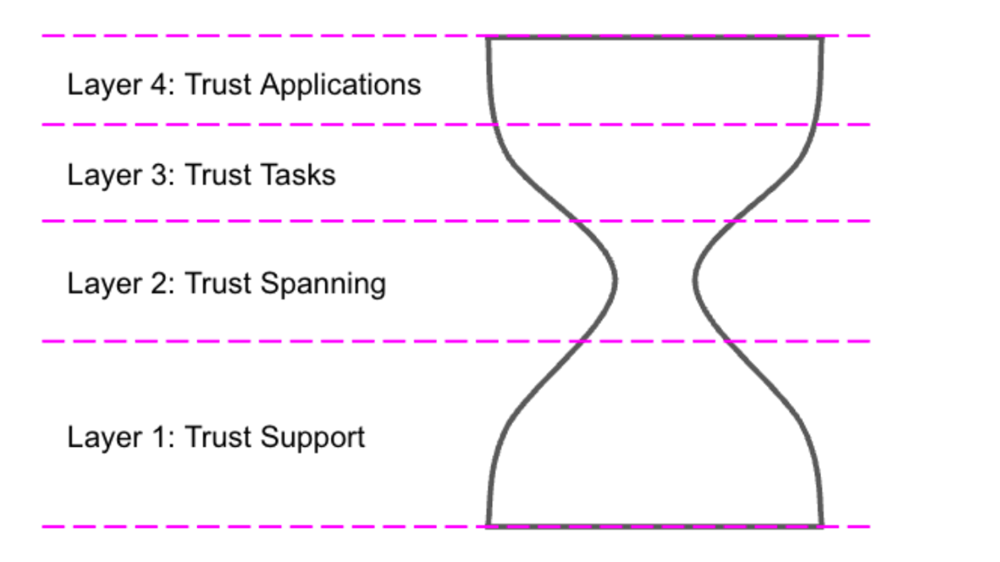 Layer 4: Trust Applications
Layer 3: Trust Tasks
Layer 2: Trust Spanning
Layer 1: Trust Support